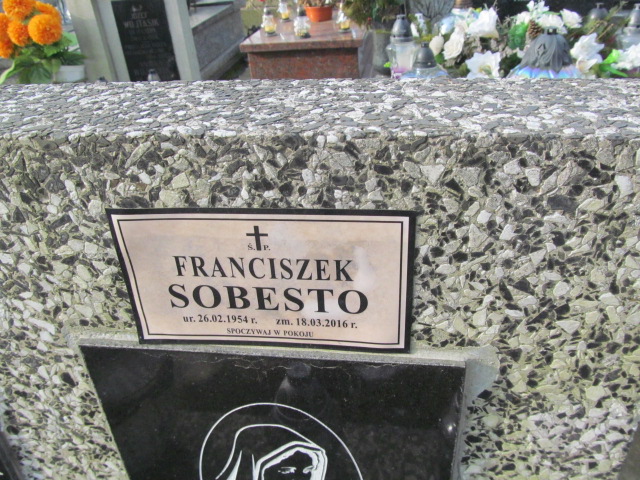 Ś. P.
FRANCISZEK
SOBESTO
ur. 26.02.1954 r. zm. 18.03.2016 r.
SPOCZYWAJ W POKOJU